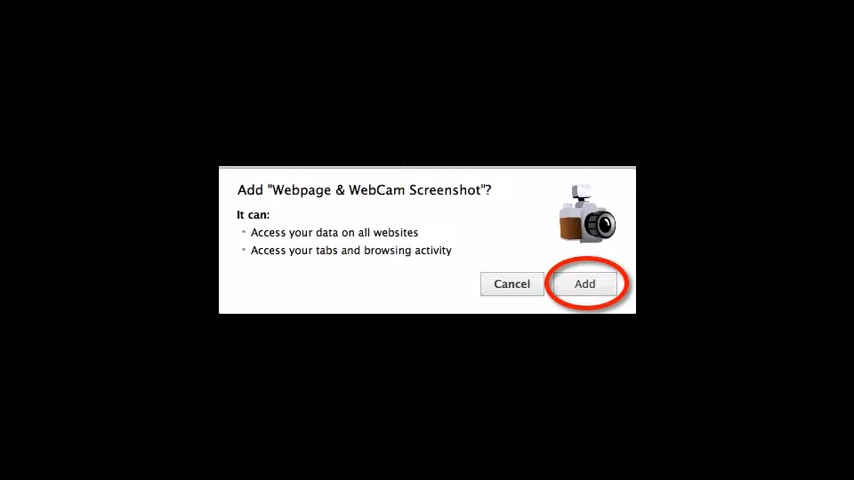 Add "Webpage & WebCam Screenshot"?
It can:
Access your data on all websites
Access your tabs and browsing activity
Cancel Add